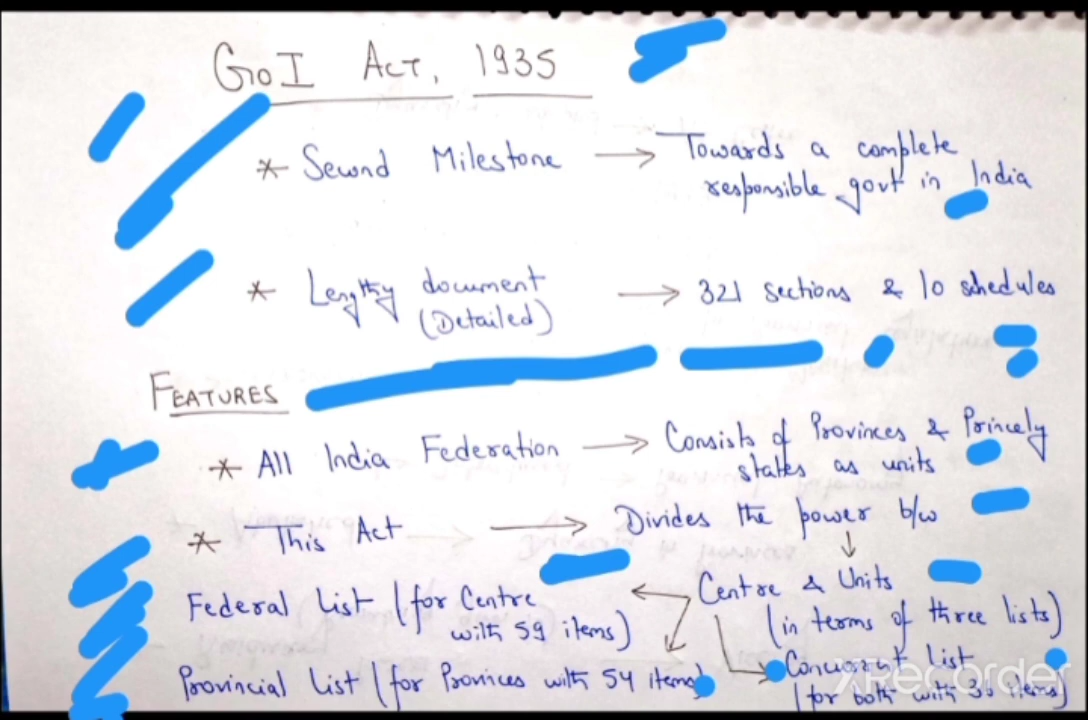 GoI Act, 1935
* Second Milestone → Towards a complete
responsible govt in India
* Lengthy document → 321 sections & 10 schedules
(Detailed)
FEATURES
* All India Federation → Consists of Provinces & Princely
states as units
* This Act → Divides the power b/w
↓
Centre & Units
(in terms of three lists)
Federal List (for Centre
with 59 items)
Provincial List (for Provinces with 54 items
Concurrent List
(for both with 36 items)
XRecorder